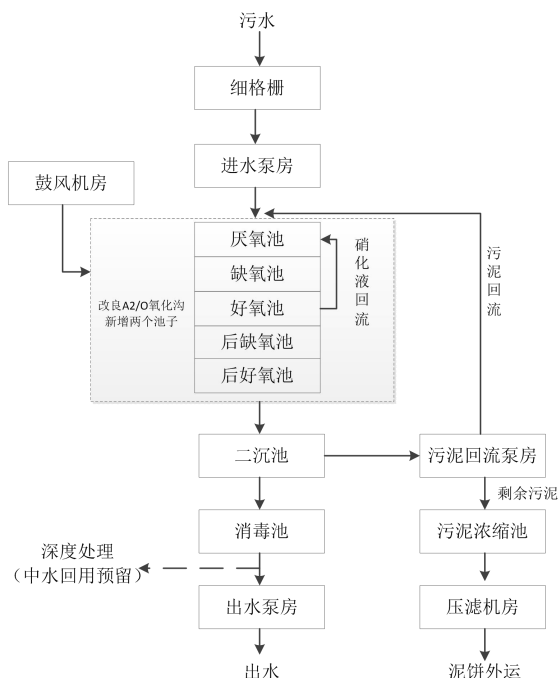 污水
细格栅
进水泵房
鼓风机房
厌氧池
缺氧池
好氧池
后缺氧池
后好氧池
硝化液回流
改良A2/O氧化沟
新增两个池子
污泥回流
二沉池
污泥回流泵房
剩余污泥
消毒池
污泥浓缩池
深度处理
（中水回用预留）
出水泵房
压滤机房
出水
泥饼外运